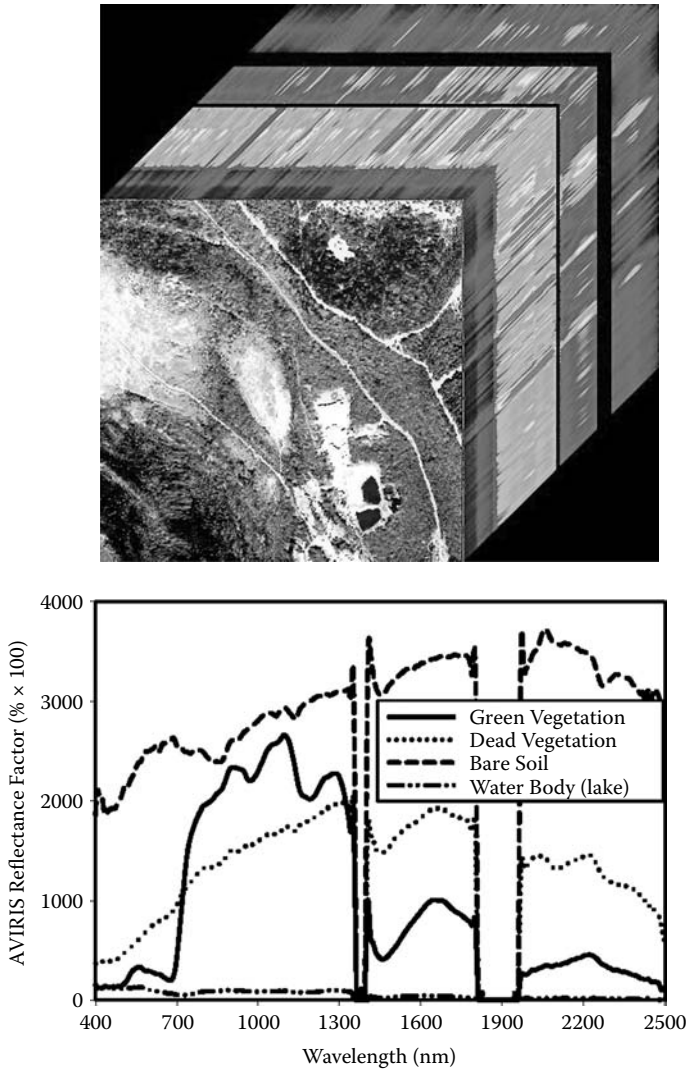 AVIRIS Reflectance Factor (% × 100)
4000
3000
2000
1000
0
Green Vegetation
Dead Vegetation
Bare Soil
Water Body (lake)
400 700 1000 1300 1600 1900 2200 2500
Wavelength (nm)